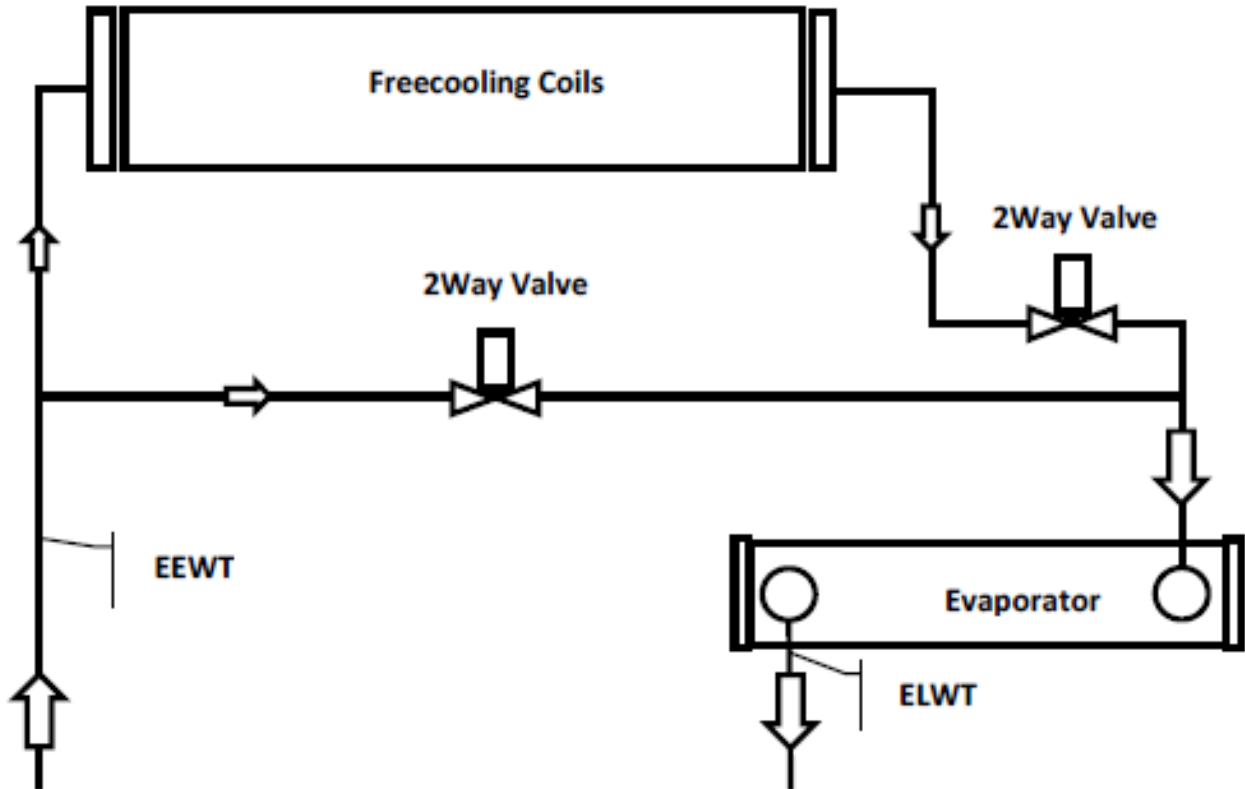 Freecooling Coils
2Way Valve
2Way Valve
EEWT
Evaporator
ELWT